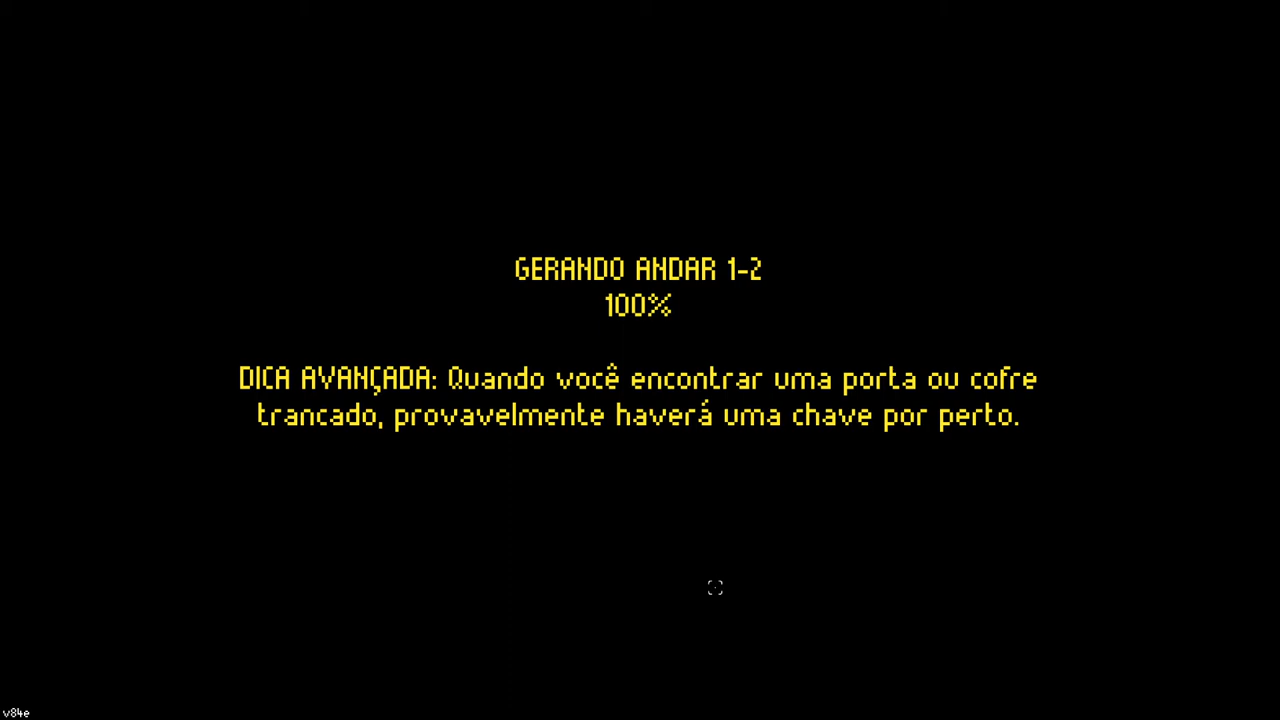 GERANDO ANDAR 1-2
100%
DICA AVANÇADA: Quando você encontrar uma porta ou cofre
trancado, provavelmente haverá uma chave por perto.
v84e